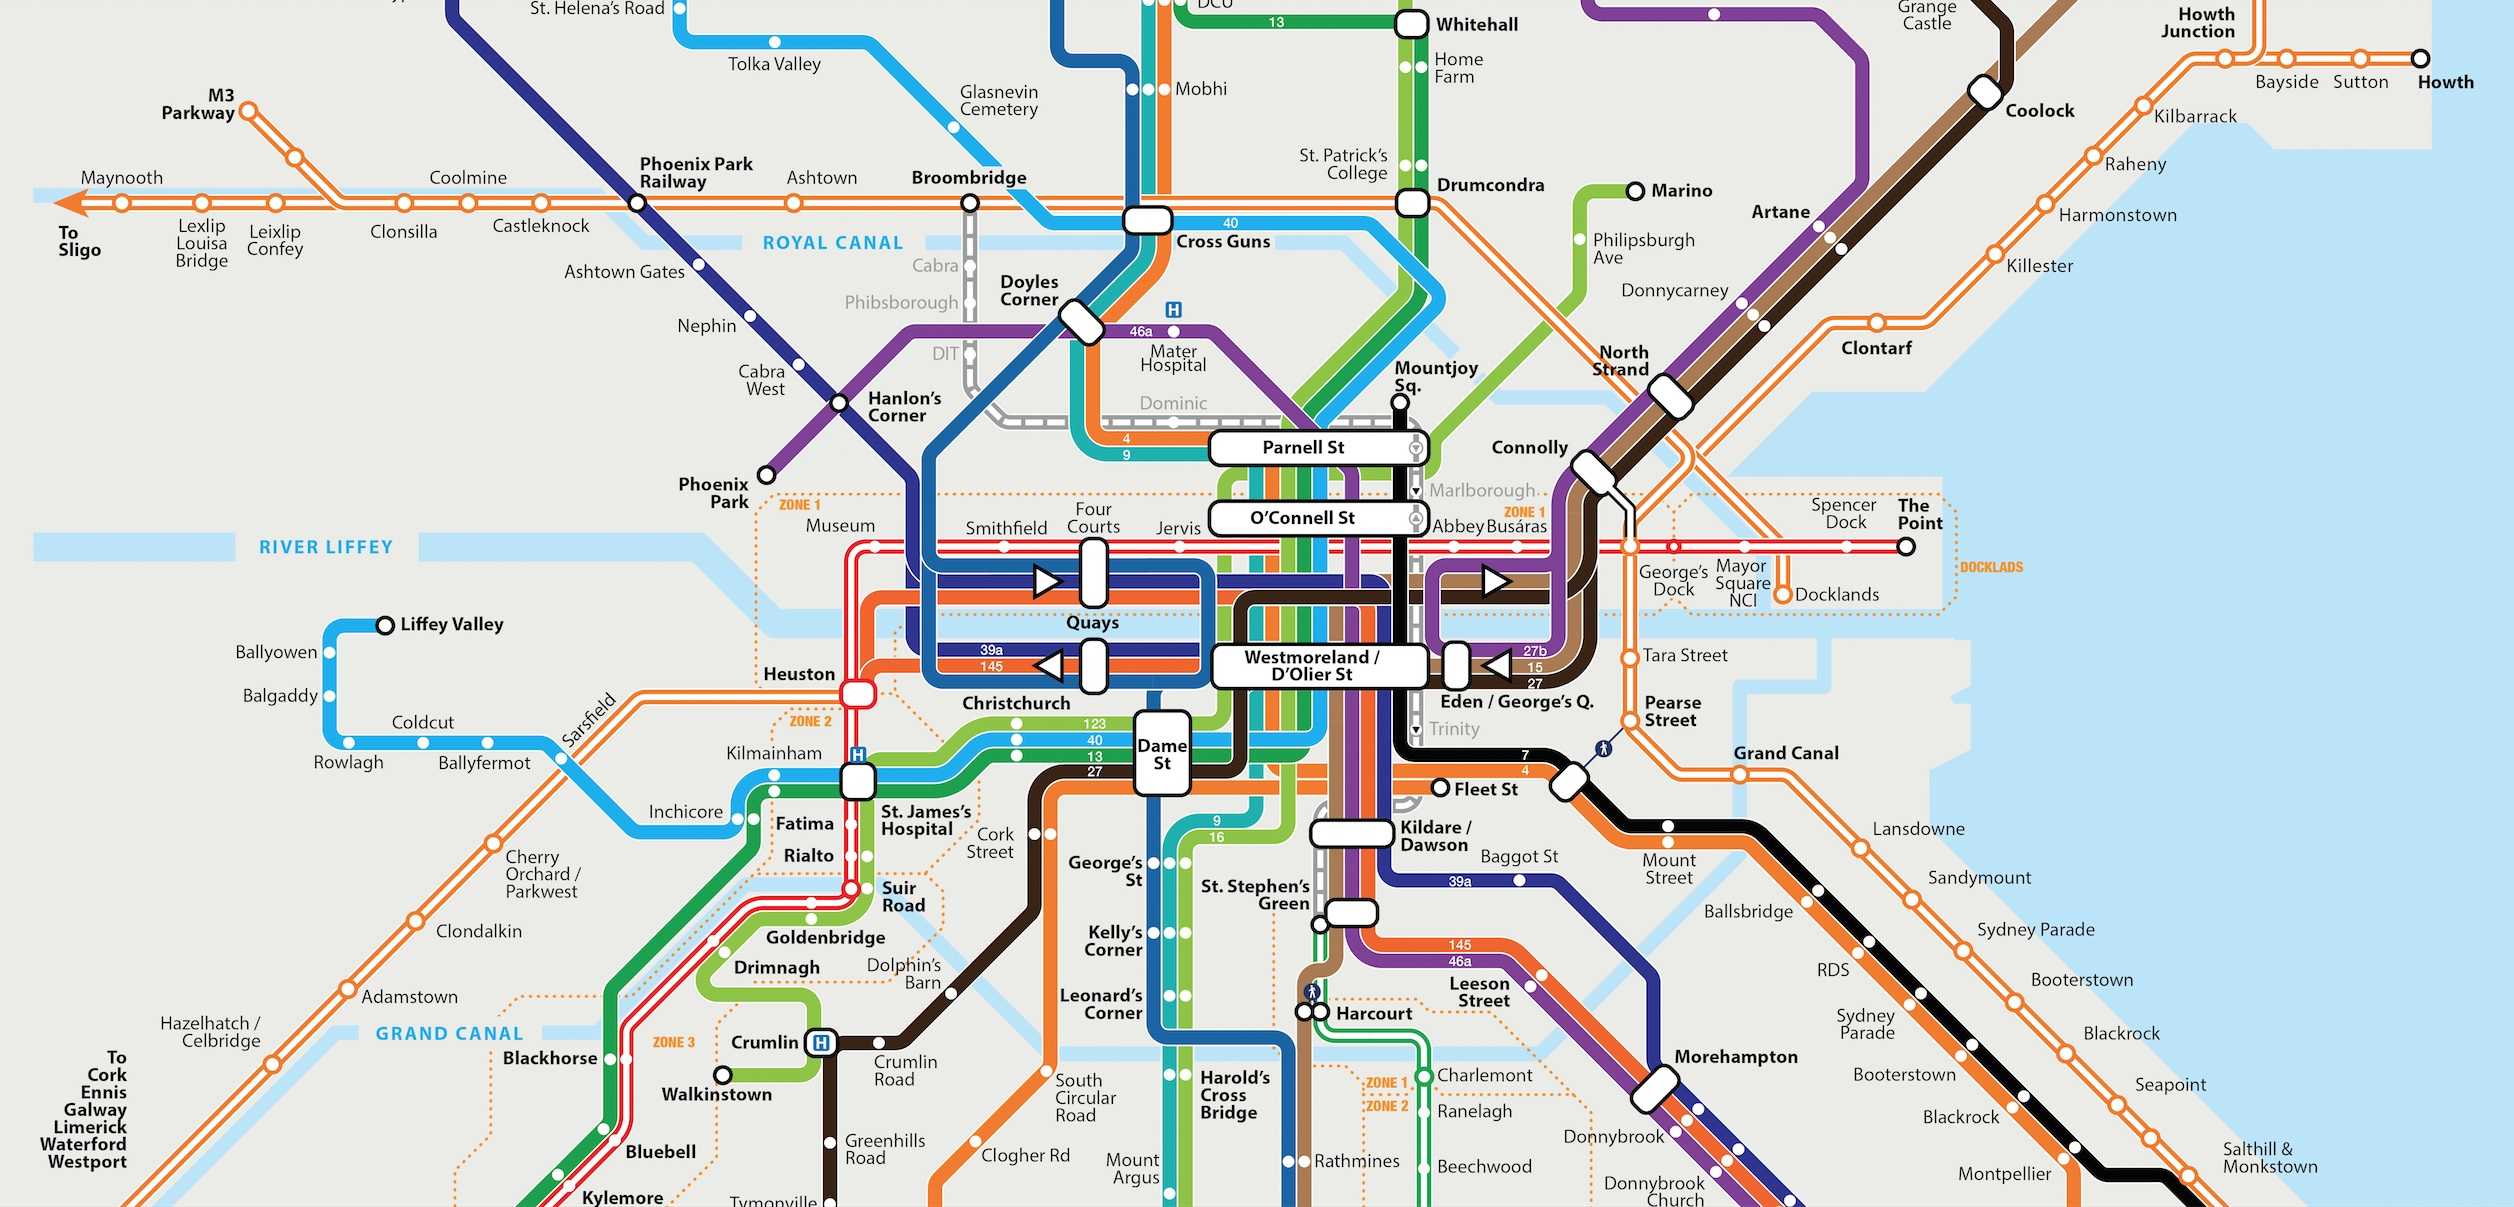 St. Helena's Road
DCU
13
Whitehall
Grange
Castle
Howth
Junction
Tolka Valley
Home
Farm
Bayside
Sutton
Howth
M3
Parkway
Glasnevin
Cemetery
Mobhi
Coolock
Kilbarrack
Maynooth
Coolmine
Phoenix Park
Railway
Ashtown
Broombridge
St. Patrick's
College
Drumcondra
Marino
Raheny
To
Sligo
Lexlip
Louisa
Bridge
Leixlip
Confey
Clonsilla
Castleknock
ROYAL CANAL
40
Cross Guns
Artane
Harmonstown
Ashtown Gates
Cabra
Philipsburgh
Ave
Killester
Phibsborough
Doyles
Corner
Donnycarney
Nephin
H
46a
Mater
Hospital
DIT
Clontarf
Cabra
West
Hanlon's
Corner
Dominic
Mountjoy
Sq.
North
Strand
4
9
Parnell St
Connolly
Phoenix
Park
ZONE 1
Marlborough
ZONE 1
Museum
Smithfield
Four
Courts
Jervis
O'Connell St
Abbey
Busáras
Spencer
Dock
The
Point
RIVER LIFFEY
George's
Dock
Mayor
Square
NCI
Docklands
DOCKLADS
Liffey Valley
Quays
Ballyowen
39a
145
Westmoreland /
D'Olier St
27b
15
27
Tara Street
Balgaddy
Heuston
Christchurch
Eden / George's Q.
Pearse
Street
Coldcut
Sarsfield
ZONE 2
Trinity
Rowlagh
Ballyfermot
Kilmainham
H
123
40
13
27
Dame
St
7
4
Grand Canal
Fleet St
Inchicore
Fatima
St. James's
Hospital
Cork
Street
9
16
Kildare /
Dawson
Lansdowne
Cherry
Orchard /
Parkwest
Rialto
George's
St
Baggot St
Mount
Street
39a
Sandymount
Suir
Road
St. Stephen's
Green
Ballsbridge
Clondalkin
Goldenbridge
Kelly's
Corner
145
46a
Sydney Parade
Drimnagh
Dolphin's
Barn
RDS
Booterstown
Adamstown
Leonard's
Corner
Leeson
Street
Hazelhatch /
Celbridge
GRAND CANAL
ZONE 3
Crumlin
H
Harcourt
Sydney
Parade
Blackrock
To
Cork
Ennis
Galway
Limerick
Waterford
Westport
Blackhorse
Crumlin
Road
Morehampton
Walkinstown
South
Circular
Road
Harold's
Cross
Bridge
ZONE 1
ZONE 2
Charlemont
Booterstown
Seapoint
Ranelagh
Blackrock
Bluebell
Greenhills
Road
Clogher Rd
Mount
Argus
Rathmines
Beechwood
Donnybrook
Montpellier
Salthill &
Monkstown
Kylemore
Tymonville
Donnybrook
Church